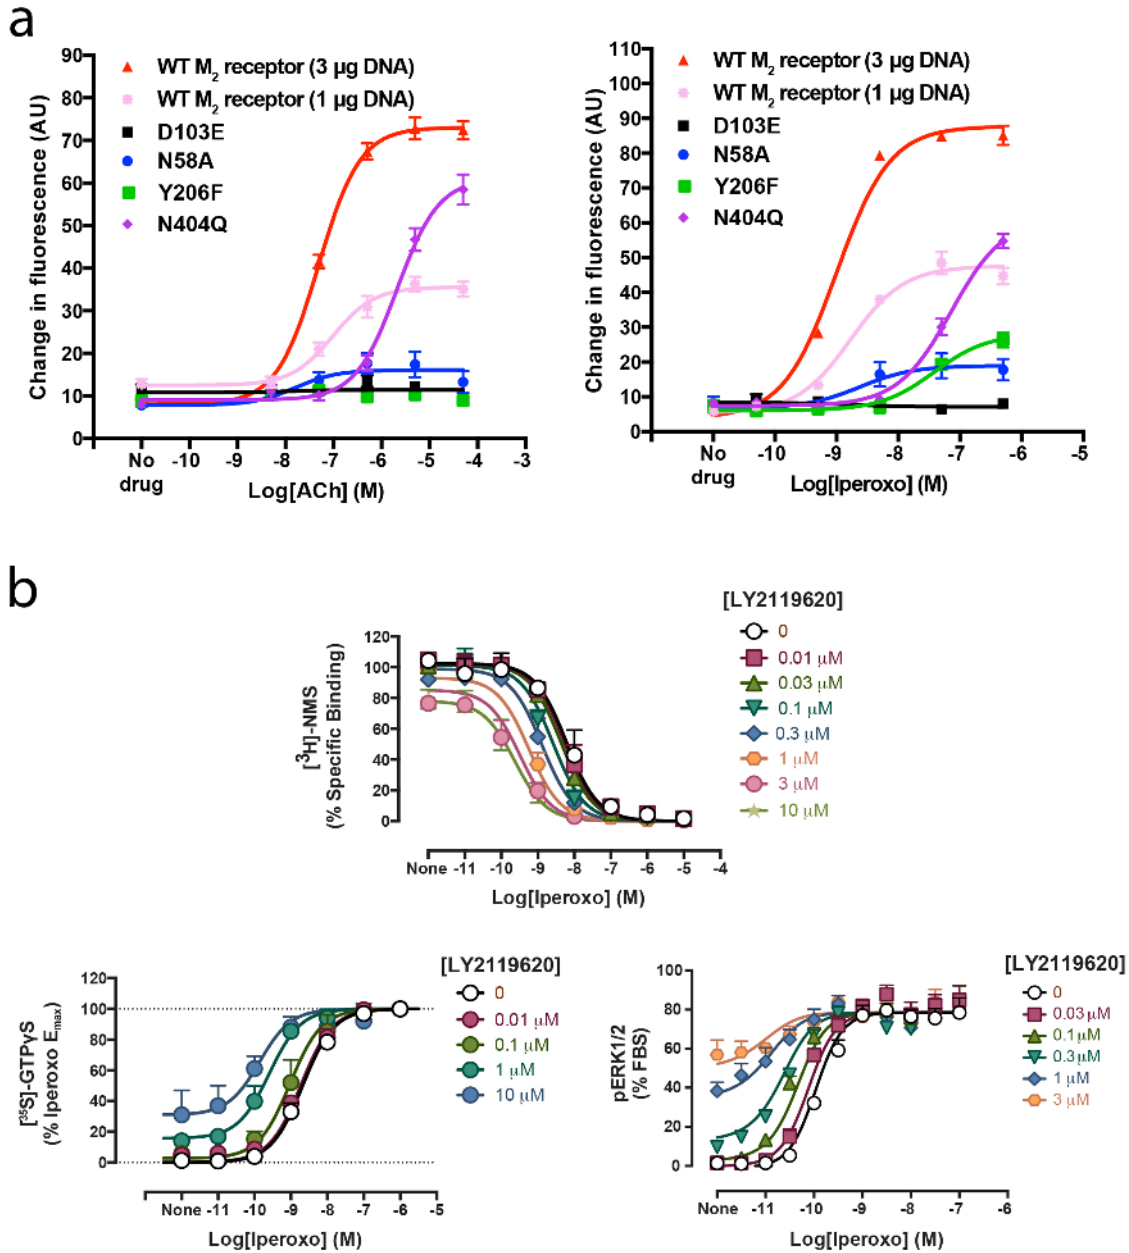 a
90
80
70
60
50
40
30
20
10
0
Change in fluorescence (AU)
WT M2 receptor (3 µg DNA)
WT M2 receptor (1 µg DNA)
D103E
N58A
Y206F
N404Q
No drug -10 -9 -8 -7 -6 -5 -4 -3
Log[ACh] (M)
110
100
90
80
70
60
50
40
30
20
10
0
Change in fluorescence (AU)
WT M2 receptor (3 µg DNA)
WT M2 receptor (1 µg DNA)
D103E
N58A
Y206F
N404Q
No drug -10 -9 -8 -7 -6 -5
Log[Iperoxo] (M)
b
120
100
80
60
40
20
0
[3H]-NMS
(% Specific Binding)
None -11 -10 -9 -8 -7 -6 -5 -4
Log[Iperoxo] (M)
[LY2119620]
0
0.01 µM
0.03 µM
0.1 µM
0.3 µM
1 µM
3 µM
10 µM
120
100
80
60
40
20
0
[35S]-GTPγS
(% Iperoxo Emax)
None -11 -10 -9 -8 -7 -6 -5
Log[Iperoxo] (M)
[LY2119620]
0
0.01 µM
0.1 µM
1 µM
10 µM
100
80
60
40
20
0
pERK1/2
(% FBS)
None -11 -10 -9 -8 -7 -6
Log[Iperoxo] (M)
[LY2119620]
0
0.03 µM
0.1 µM
0.3 µM
1 µM
3 µM